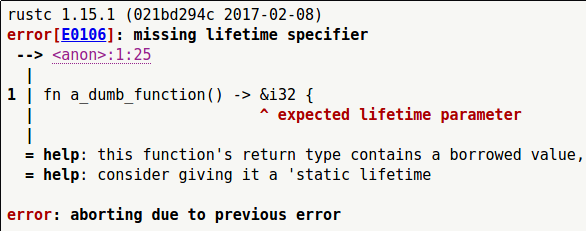 rustc 1.15.1 (021bd294c 2017-02-08)
error[E0106]: missing lifetime specifier
 --> <anon>:1:25
  |
1 | fn a_dumb_function() -> &i32 {
  |                         ^ expected lifetime parameter
  |
  = help: this function's return type contains a borrowed value,
  = help: consider giving it a 'static lifetime
error: aborting due to previous error